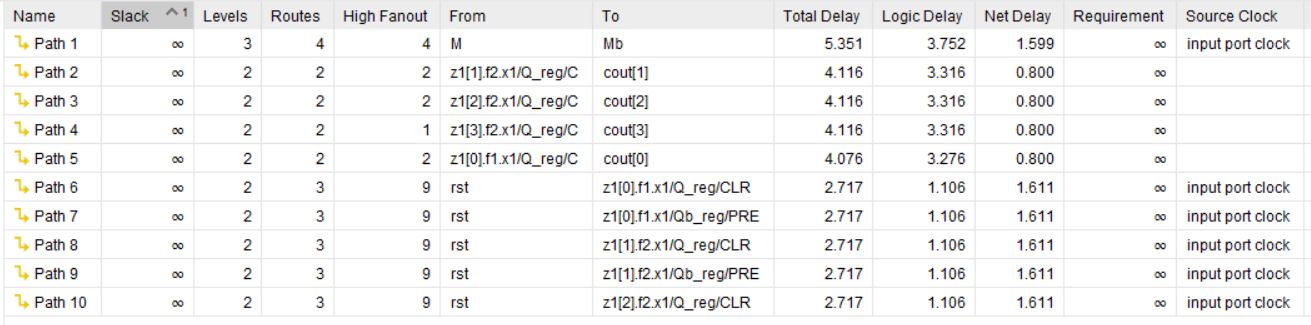 Name Slack ^1 Levels Routes High Fanout From To Total Delay Logic Delay Net Delay Requirement Source Clock
Path 1 ∞ 3 4 4 M Mb 5.351 3.752 1.599 ∞ input port clock
Path 2 ∞ 2 2 2 z1[1].f2.x1/Q_reg/C cout[1] 4.116 3.316 0.800 ∞
Path 3 ∞ 2 2 2 z1[2].f2.x1/Q_reg/C cout[2] 4.116 3.316 0.800 ∞
Path 4 ∞ 2 2 1 z1[3].f2.x1/Q_reg/C cout[3] 4.116 3.316 0.800 ∞
Path 5 ∞ 2 2 2 z1[0].f1.x1/Q_reg/C cout[0] 4.076 3.276 0.800 ∞
Path 6 ∞ 2 3 9 rst z1[0].f1.x1/Q_reg/CLR 2.717 1.106 1.611 ∞ input port clock
Path 7 ∞ 2 3 9 rst z1[0].f1.x1/Qb_reg/PRE 2.717 1.106 1.611 ∞ input port clock
Path 8 ∞ 2 3 9 rst z1[1].f2.x1/Q_reg/CLR 2.717 1.106 1.611 ∞ input port clock
Path 9 ∞ 2 3 9 rst z1[1].f2.x1/Qb_reg/PRE 2.717 1.106 1.611 ∞ input port clock
Path 10 ∞ 2 3 9 rst z1[2].f2.x1/Q_reg/CLR 2.717 1.106 1.611 ∞ input port clock